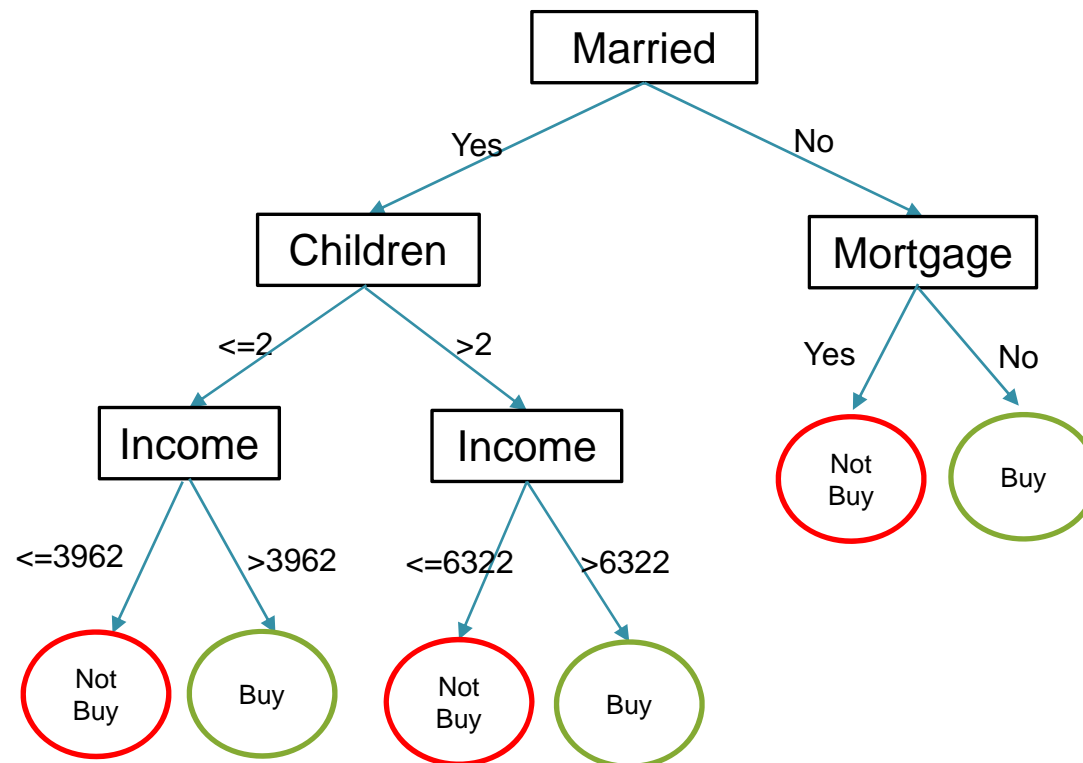 Married
Yes
No
Children
Mortgage
<=2
>2
Yes
No
Income
Income
Not
Buy
Buy
<=3962
>3962
<=6322
>6322
Not
Buy
Buy
Not
Buy
Buy